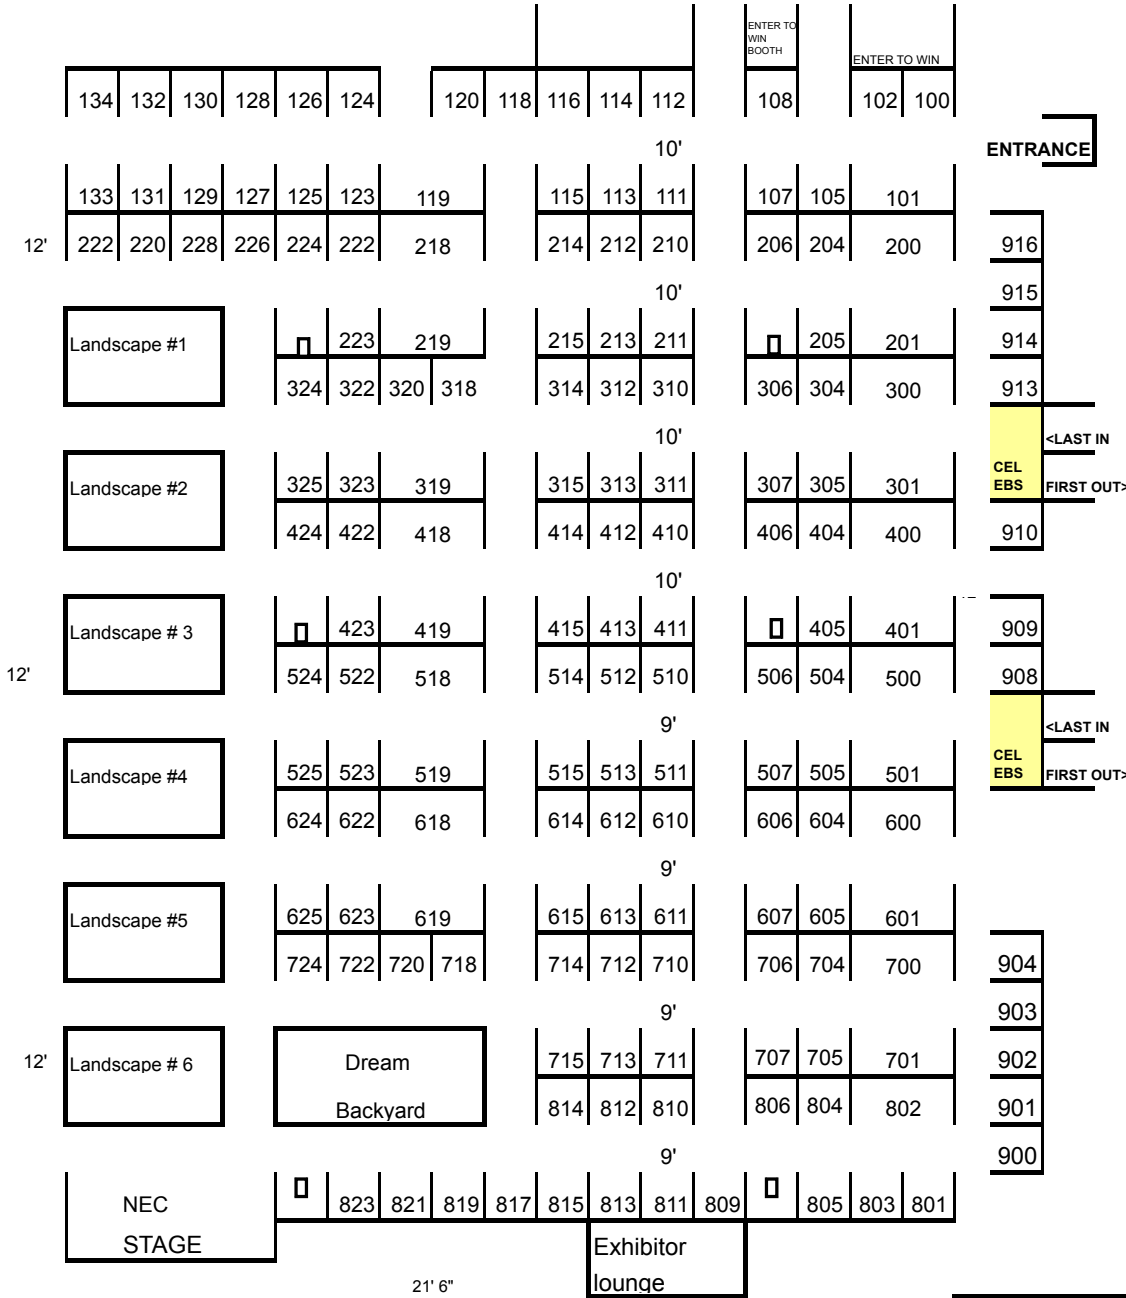 ENTER TO
WIN
BOOTH
ENTER TO WIN
134 132 130 128 126 124 120 118 116 114 112 108 102 100
10'
ENTRANCE
133 131 129 127 125 123 119 115 113 111 107 105 101
12' 222 220 228 226 224 222 218 214 212 210 206 204 200 916
10' 915
Landscape #1 223 219 215 213 211 205 201 914
324 322 320 318 314 312 310 306 304 300 913
10' <LAST IN
CEL
EBS FIRST OUT>
Landscape #2 325 323 319 315 313 311 307 305 301
424 422 418 414 412 410 406 404 400 910
10'
Landscape # 3 423 419 415 413 411 405 401 909
12' 524 522 518 514 512 510 506 504 500 908
9' <LAST IN
CEL
EBS FIRST OUT>
Landscape #4 525 523 519 515 513 511 507 505 501
624 622 618 614 612 610 606 604 600
9'
Landscape #5 625 623 619 615 613 611 607 605 601
724 722 720 718 714 712 710 706 704 700 904
9' 903
12' Landscape # 6 Dream 715 713 711 707 705 701 902
Backyard 814 812 810 806 804 802 901
9' 900
NEC 823 821 819 817 815 813 811 809 805 803 801
STAGE Exhibitor
21' 6" lounge